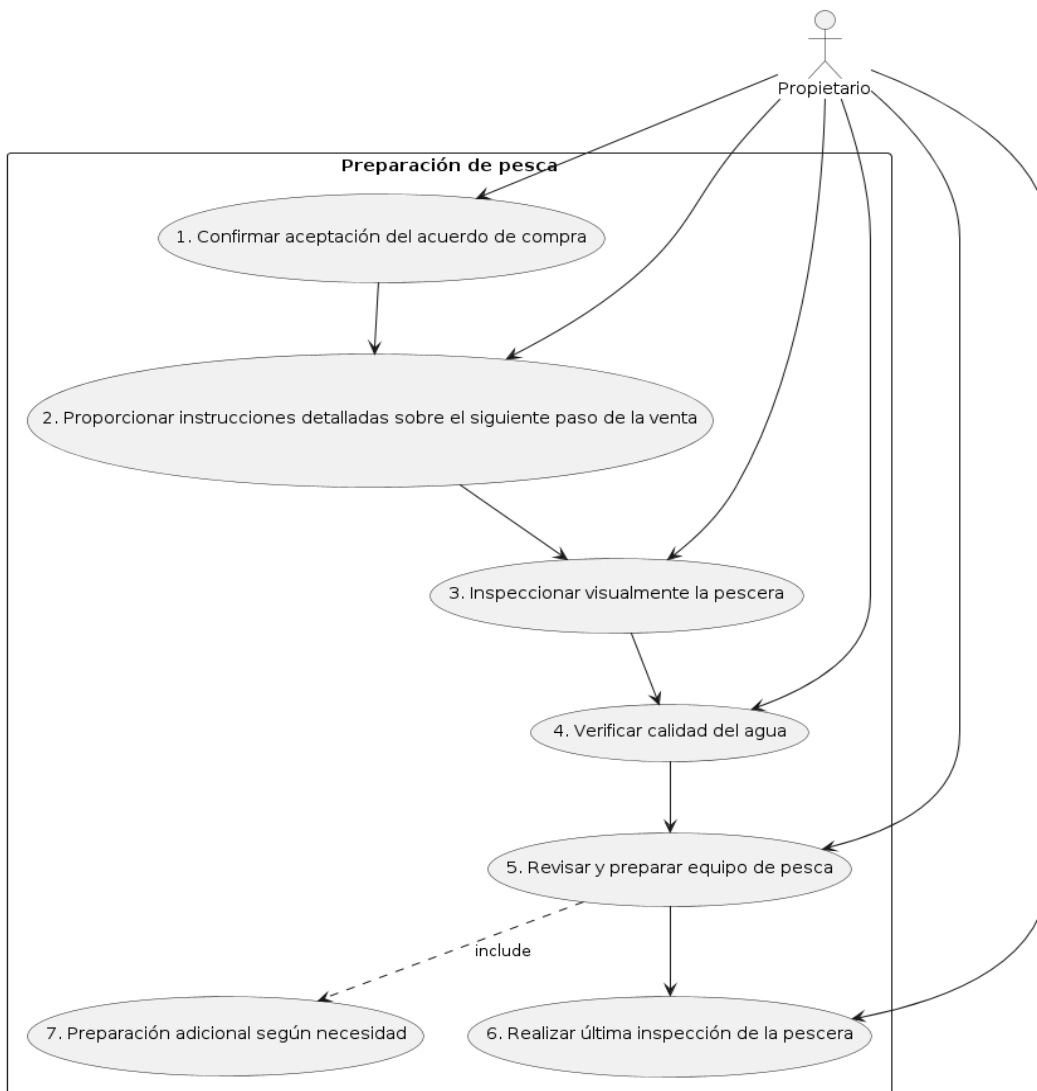 Propietario
Preparación de pesca
1. Confirmar aceptación del acuerdo de compra
2. Proporcionar instrucciones detalladas sobre el siguiente paso de la venta
3. Inspeccionar visualmente la pescera
4. Verificar calidad del agua
5. Revisar y preparar equipo de pesca
include
7. Preparación adicional según necesidad
6. Realizar última inspección de la pescera